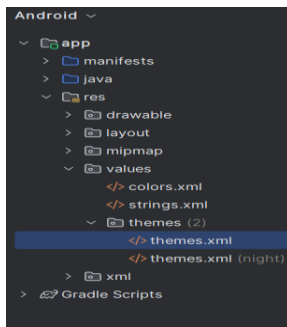 Android
app
manifests
java
res
drawable
layout
mipmap
values
</> colors.xml
</> strings.xml
themes (2)
</> themes.xml
</> themes.xml (night)
xml
Gradle Scripts